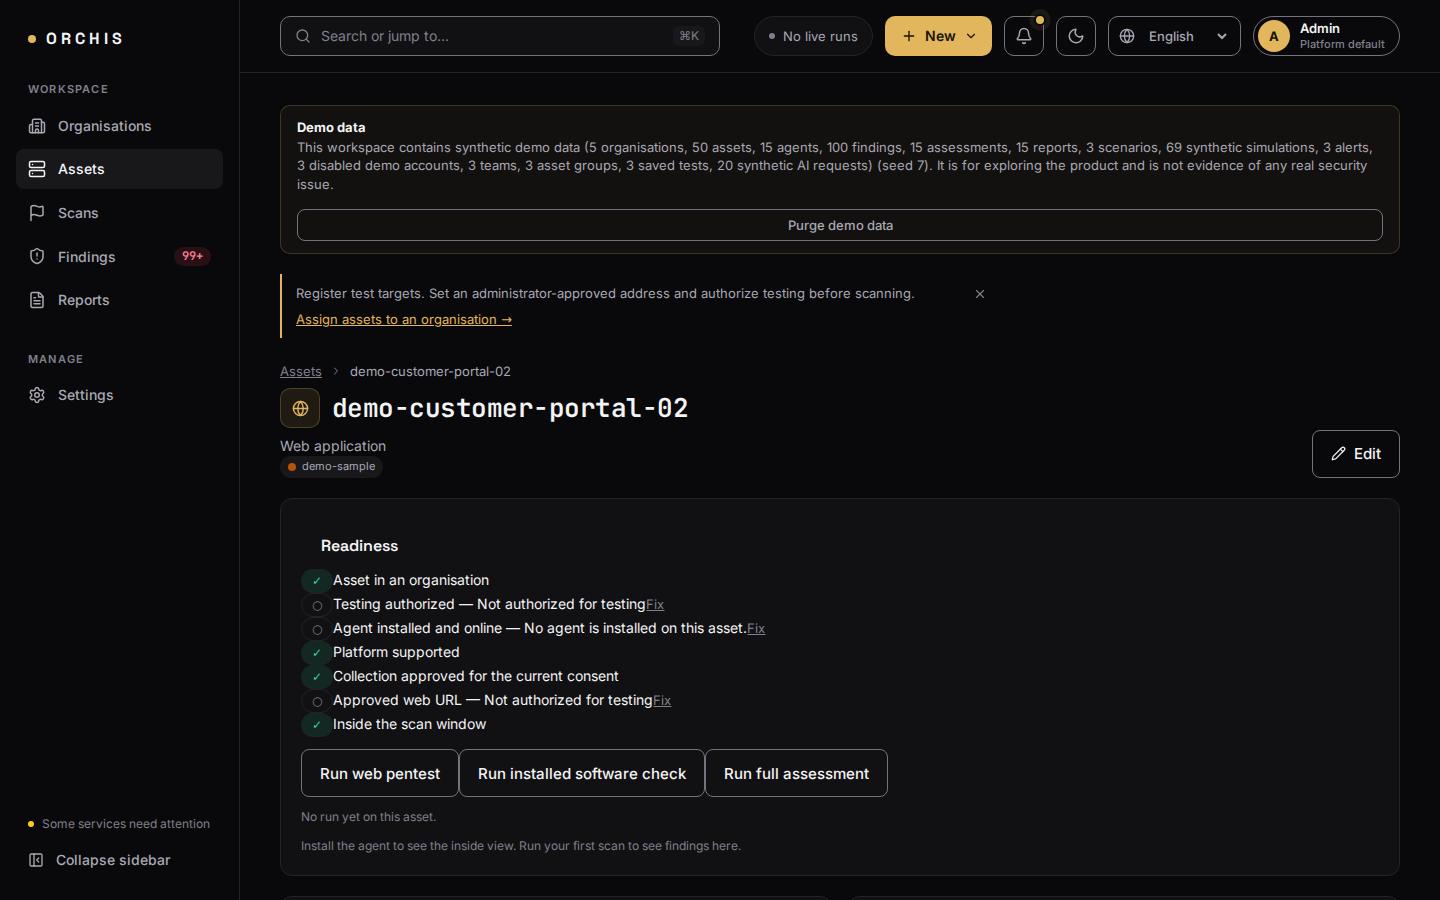 ORCHIS
Search or jump to...
⌘K
No live runs
New
English
A
Admin
Platform default
WORKSPACE
Organisations
Assets
Scans
Findings
99+
Reports
MANAGE
Settings
Some services need attention
Collapse sidebar
Demo data
This workspace contains synthetic demo data (5 organisations, 50 assets, 15 agents, 100 findings, 15 assessments, 15 reports, 3 scenarios, 69 synthetic simulations, 3 alerts,
3 disabled demo accounts, 3 teams, 3 asset groups, 3 saved tests, 20 synthetic AI requests) (seed 7). It is for exploring the product and is not evidence of any real security
issue.
Purge demo data
Register test targets. Set an administrator-approved address and authorize testing before scanning.
Assign assets to an organisation →
Assets › demo-customer-portal-02
demo-customer-portal-02
Web application
demo-sample
Edit
Readiness
✓ Asset in an organisation
○ Testing authorized — Not authorized for testingFix
○ Agent installed and online — No agent is installed on this asset.Fix
✓ Platform supported
✓ Collection approved for the current consent
○ Approved web URL — Not authorized for testingFix
✓ Inside the scan window
Run web pentest
Run installed software check
Run full assessment
No run yet on this asset.
Install the agent to see the inside view. Run your first scan to see findings here.